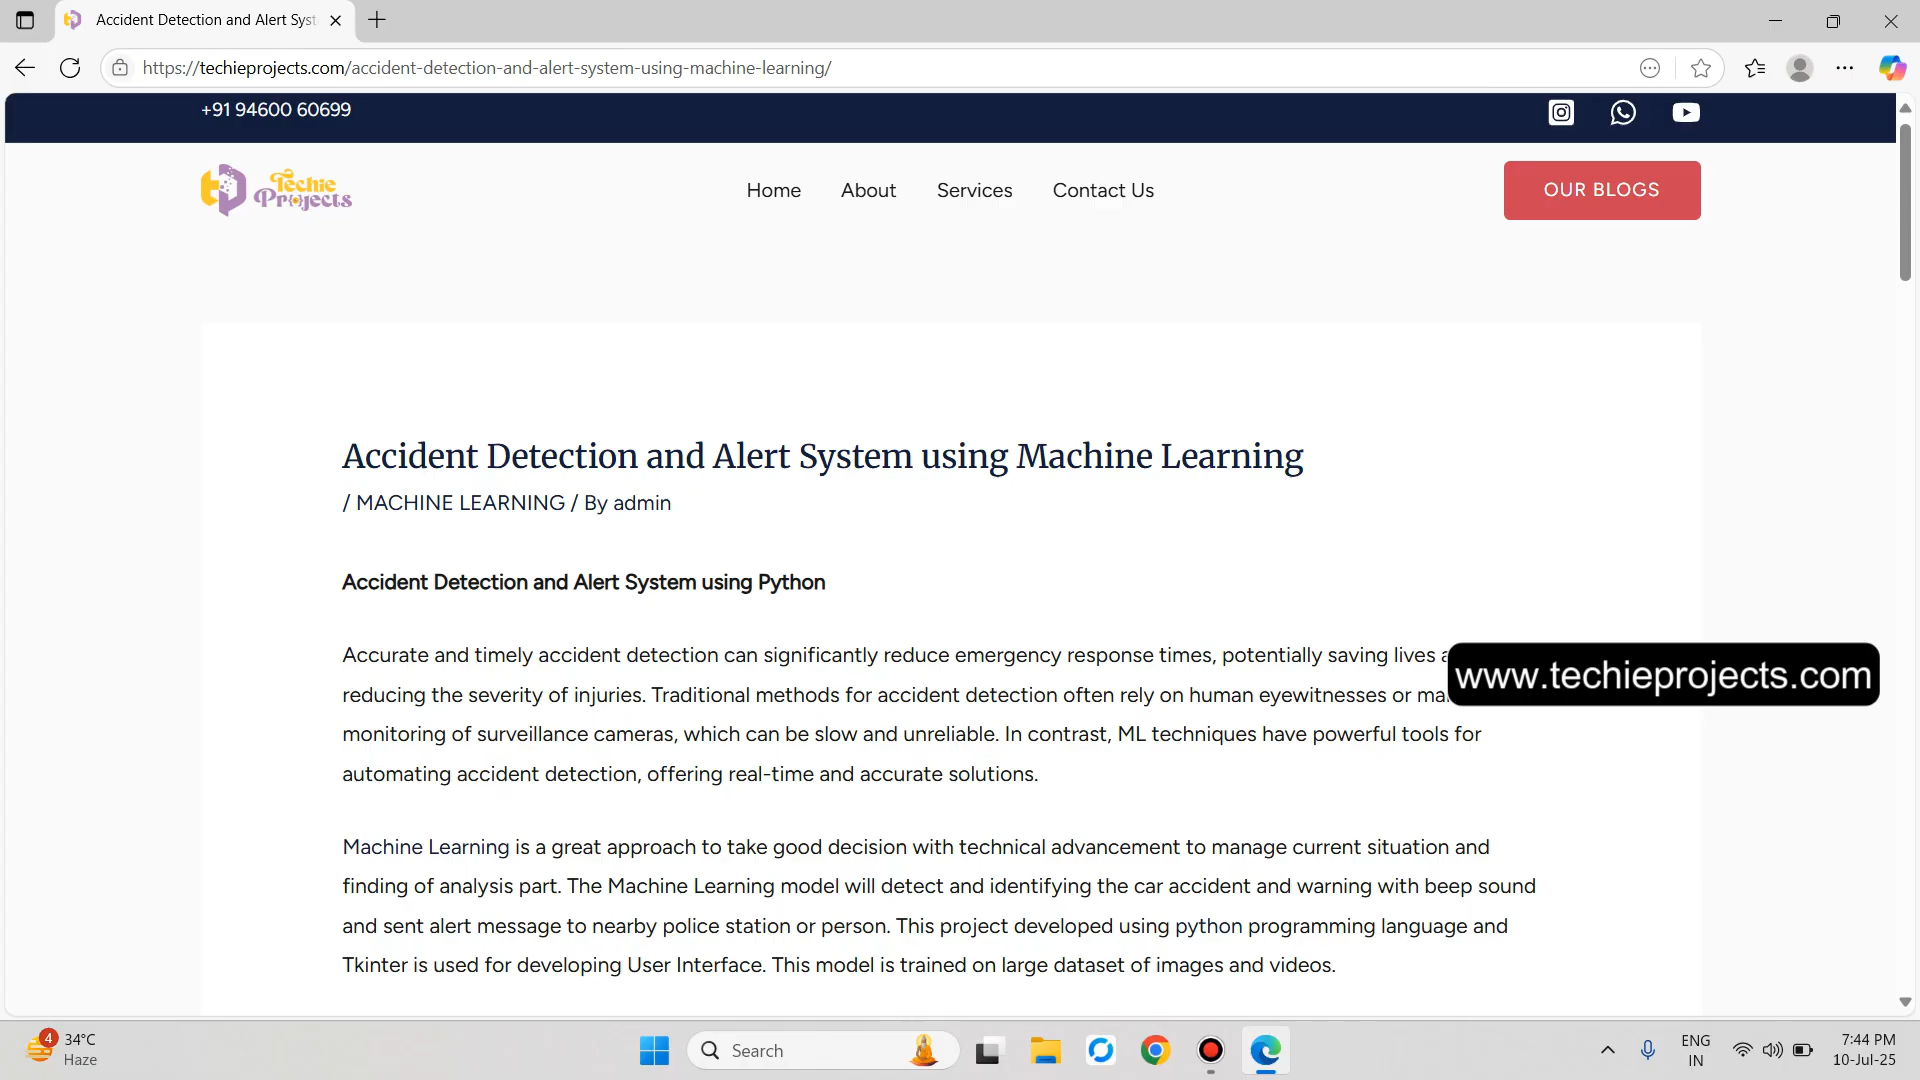 Accident Detection and Alert Syst
https://techieprojects.com/accident-detection-and-alert-system-using-machine-learning/
+91 94600 60699
Techie
Projects
Home
About
Services
Contact Us
OUR BLOGS
Accident Detection and Alert System using Machine Learning
/ MACHINE LEARNING / By admin
Accident Detection and Alert System using Python
Accurate and timely accident detection can significantly reduce emergency response times, potentially saving lives
reducing the severity of injuries. Traditional methods for accident detection often rely on human eyewitnesses or
www.techieprojects.com
monitoring of surveillance cameras, which can be slow and unreliable. In contrast, ML techniques have powerful tools for
automating accident detection, offering real-time and accurate solutions.
Machine Learning is a great approach to take good decision with technical advancement to manage current situation and
finding of analysis part. The Machine Learning model will detect and identifying the car accident and warning with beep sound
and sent alert message to nearby police station or person. This project developed using python programming language and
Tkinter is used for developing User Interface. This model is trained on large dataset of images and videos.
4
34°C
Haze
Search
ENG
IN
7:44 PM
10-Jul-25